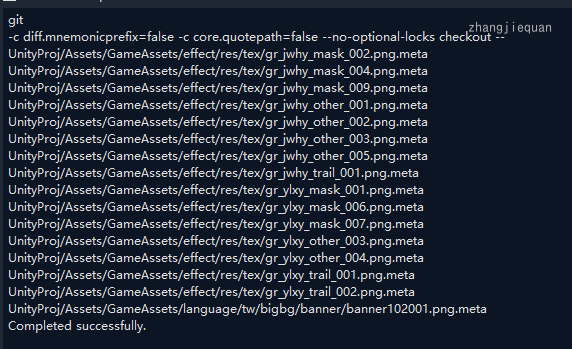 git
zhangjiequan
-c diff.mnemonicprefix=false -c core.quotepath=false --no-optional-locks checkout --
UnityProj/Assets/GameAssets/effect/res/tex/gr_jwhy_mask_002.png.meta
UnityProj/Assets/GameAssets/effect/res/tex/gr_jwhy_mask_004.png.meta
UnityProj/Assets/GameAssets/effect/res/tex/gr_jwhy_mask_009.png.meta
UnityProj/Assets/GameAssets/effect/res/tex/gr_jwhy_other_001.png.meta
UnityProj/Assets/GameAssets/effect/res/tex/gr_jwhy_other_002.png.meta
UnityProj/Assets/GameAssets/effect/res/tex/gr_jwhy_other_003.png.meta
UnityProj/Assets/GameAssets/effect/res/tex/gr_jwhy_other_005.png.meta
UnityProj/Assets/GameAssets/effect/res/tex/gr_jwhy_trail_001.png.meta
UnityProj/Assets/GameAssets/effect/res/tex/gr_ylxy_mask_001.png.meta
UnityProj/Assets/GameAssets/effect/res/tex/gr_ylxy_mask_006.png.meta
UnityProj/Assets/GameAssets/effect/res/tex/gr_ylxy_mask_007.png.meta
UnityProj/Assets/GameAssets/effect/res/tex/gr_ylxy_other_003.png.meta
UnityProj/Assets/GameAssets/effect/res/tex/gr_ylxy_other_004.png.meta
UnityProj/Assets/GameAssets/effect/res/tex/gr_ylxy_trail_001.png.meta
UnityProj/Assets/GameAssets/effect/res/tex/gr_ylxy_trail_002.png.meta
UnityProj/Assets/GameAssets/language/tw/bigbg/banner/banner102001.png.meta
Completed successfully.